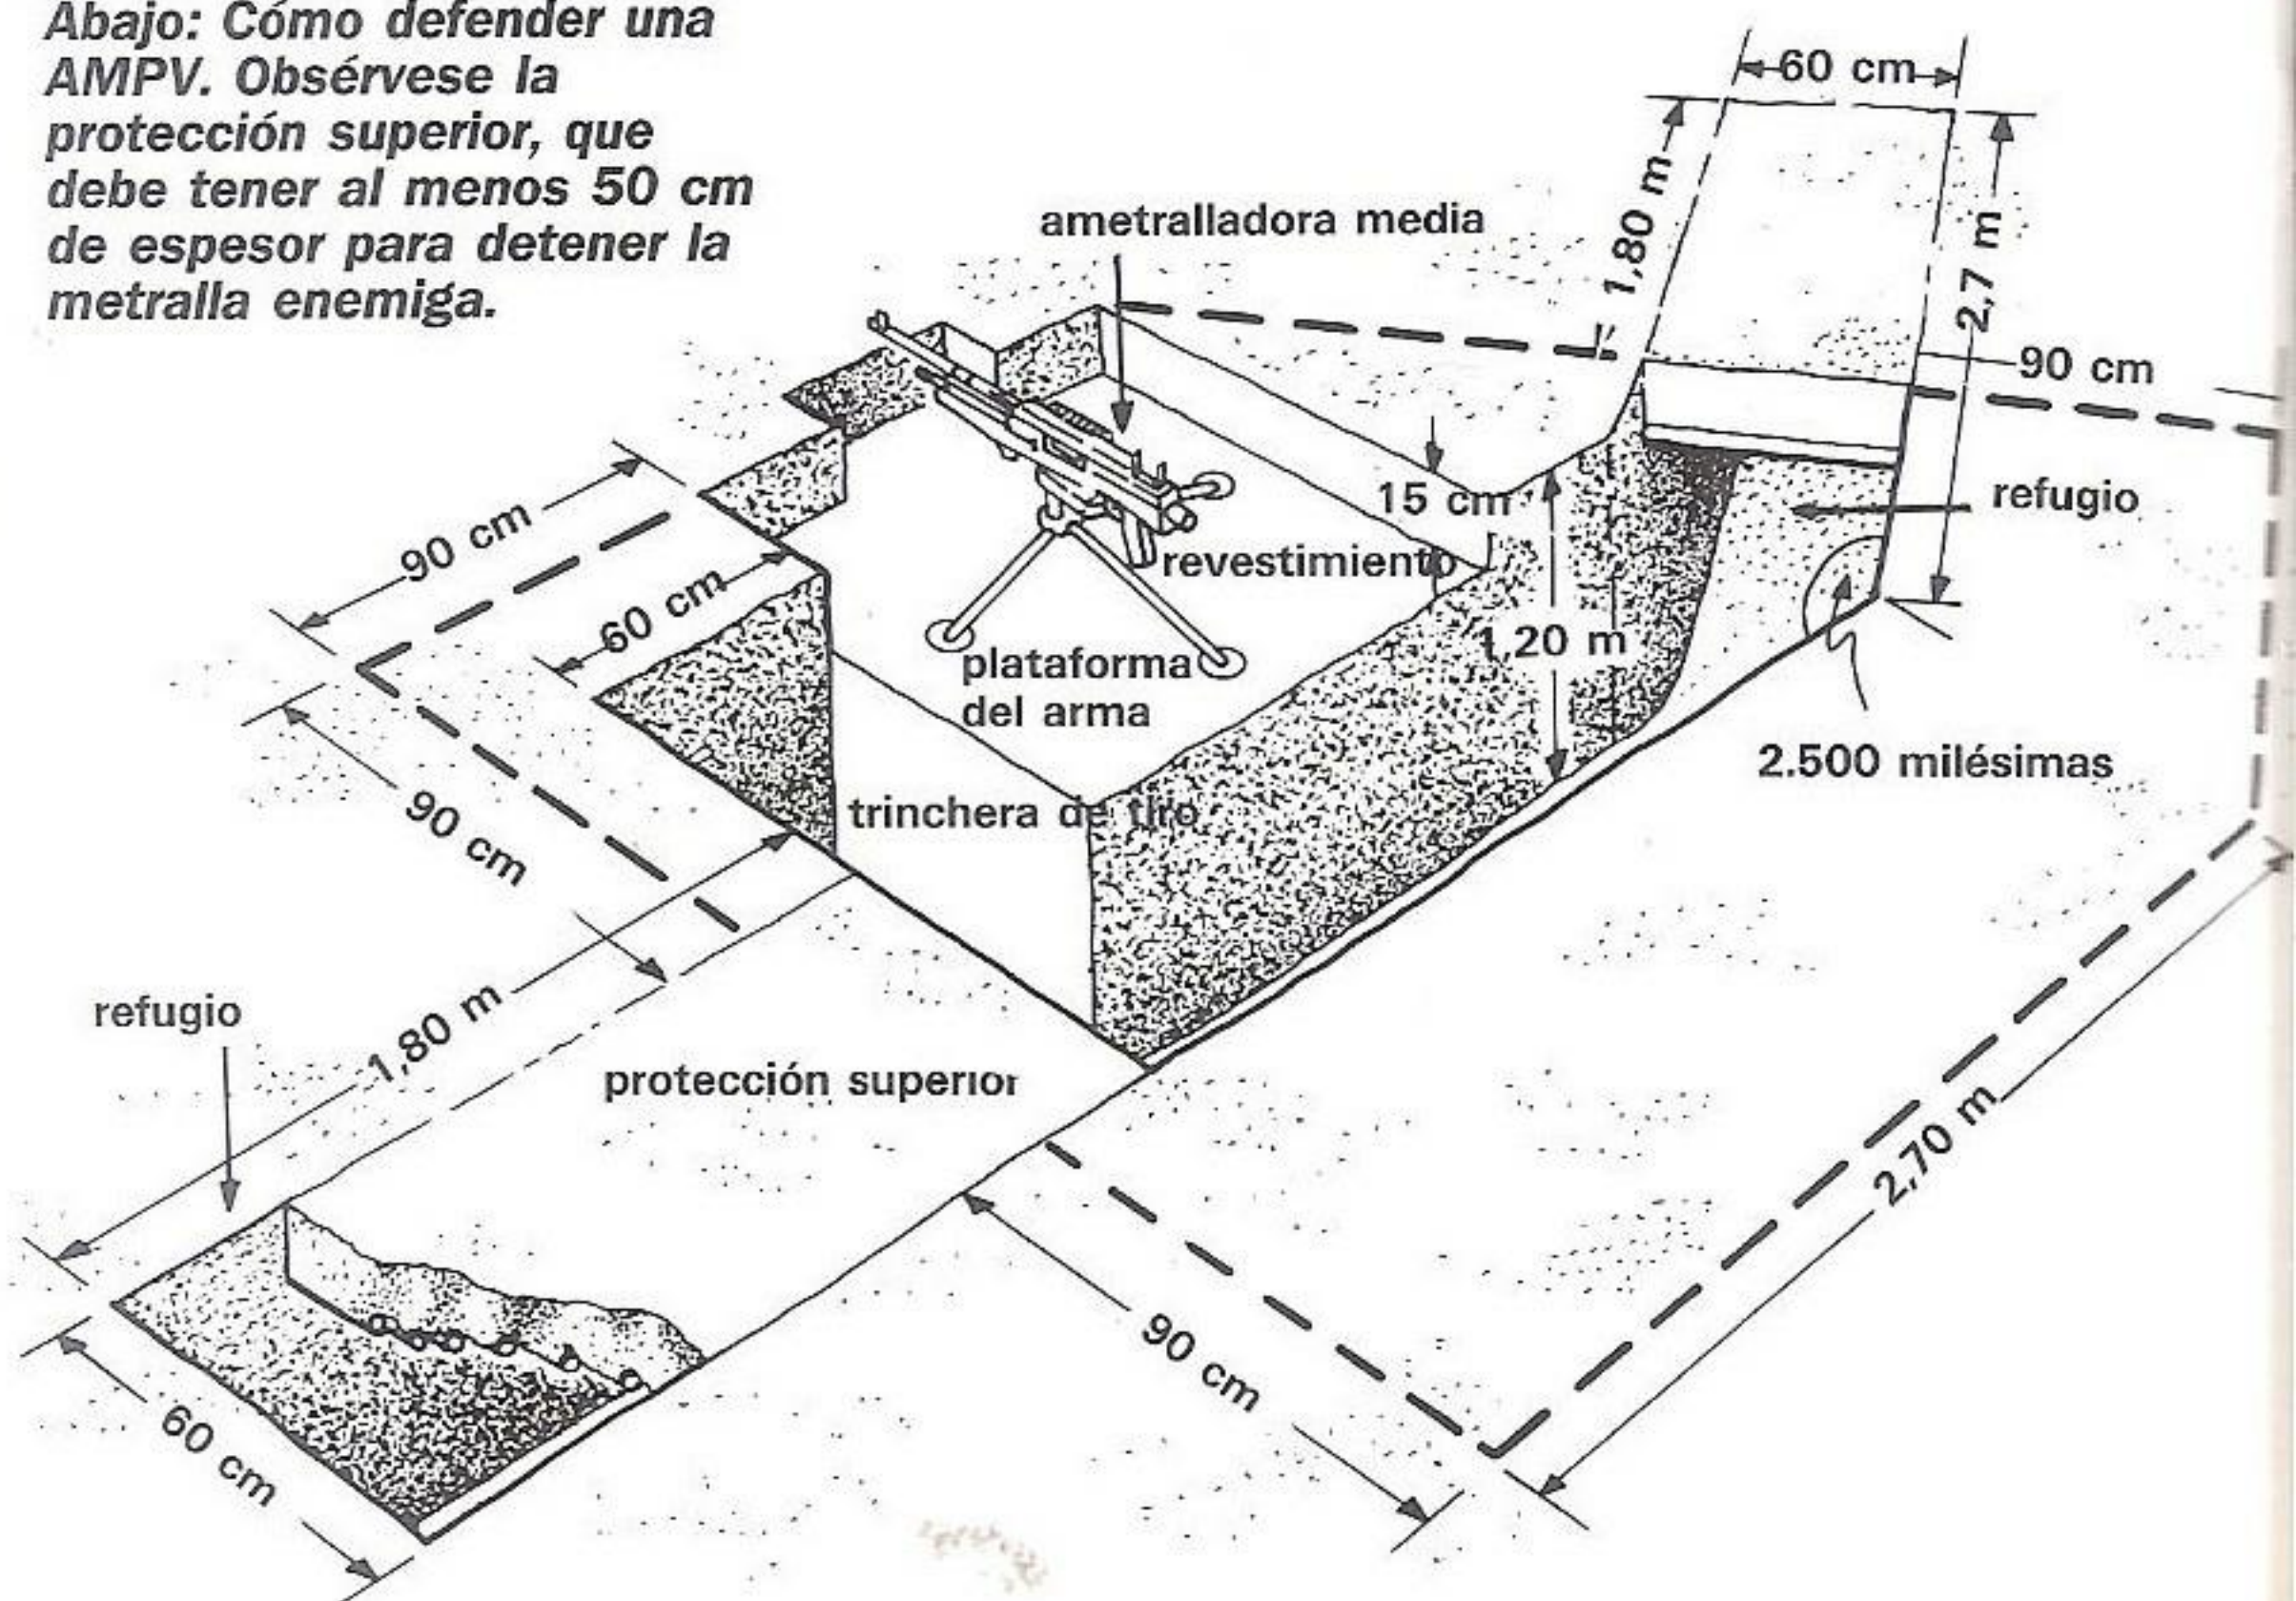 Abajo: Cómo defender una
AMPV. Obsérvese la
protección superior, que
debe tener al menos 50 cm
de espesor para detener la
metralla enemiga.
60 cm
1,80 m
2,7 m
ametralladora media
90 cm
refugio
15 cm
90 cm
revestimiento
60 cm
1,20 m
plataforma
del arma
2.500 milésimas
90 cm
trinchera de tiro
refugio
1,80 m
protección superior
2,70 m
90 cm
60 cm